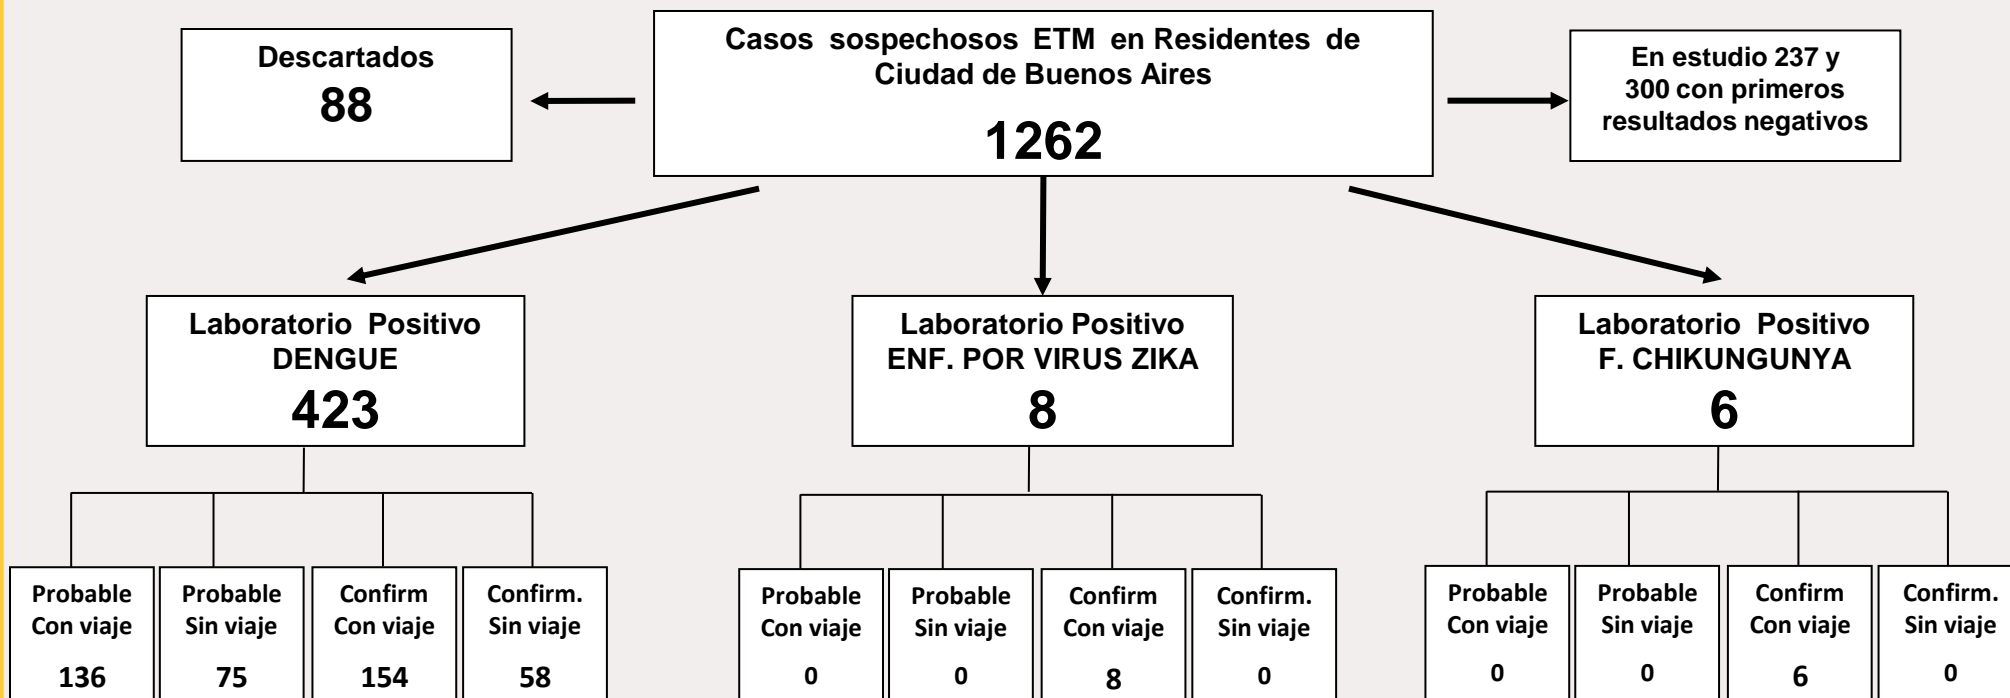 Descartados
88
Casos sospechosos ETM en Residentes de
Ciudad de Buenos Aires
1262
En estudio 237 y
300 con primeros
resultados negativos
Laboratorio Positivo
DENGUE
423
Laboratorio Positivo
ENF. POR VIRUS ZIKA
8
Laboratorio Positivo
F. CHIKUNGUNYA
6
Probable
Con viaje
136
Probable
Sin viaje
75
Confirm
Con viaje
154
Confirm.
Sin viaje
58
Probable
Con viaje
0
Probable
Sin viaje
0
Confirm
Con viaje
8
Confirm.
Sin viaje
0
Probable
Con viaje
0
Probable
Sin viaje
0
Confirm
Con viaje
6
Confirm.
Sin viaje
0